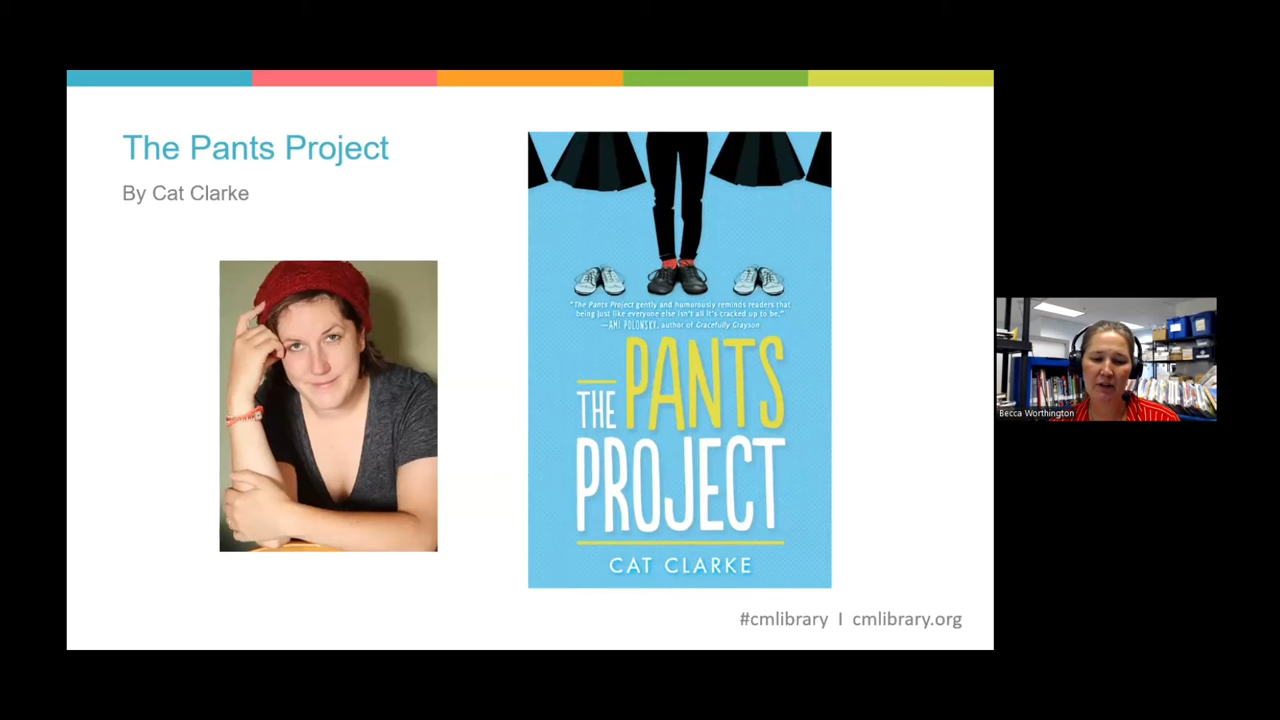 The Pants Project
By Cat Clarke
"The Pants Project gently and humorously reminds readers that
being just like everyone else isn't all it's cracked up to be."
—AMI POLONSKY, author of Gracefully Grayson
THE PANTS
PROJECT
CAT CLARKE
#cmlibrary I cmlibrary.org
Becca Worthington